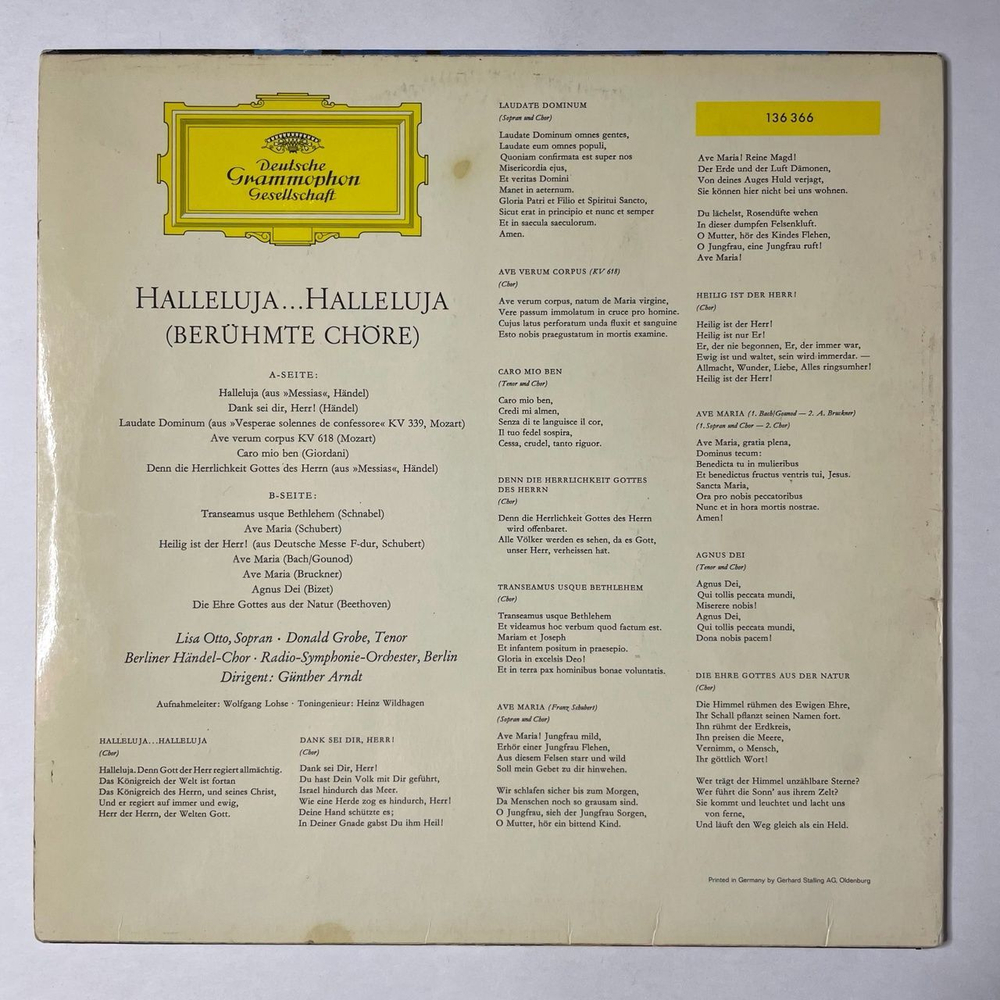 Deutsche
Grammophon
Gesellschaft
HALLELUJA...HALLELUJA
(BERÜHMTE CHÖRE)
A-SEITE:
Halleluja (aus »Messias«, Händel)
Dank sei dir, Herr! (Händel)
Laudate Dominum (aus »Vesperae solennes de confessore« KV 339, Mozart)
Ave verum corpus KV 618 (Mozart)
Caro mio ben (Giordani)
Denn die Herrlichkeit Gottes des Herrn (aus »Messias«, Händel)
B-SEITE:
Transeamus usque Bethlehem (Schnabel)
Ave Maria (Schubert)
Heilig ist der Herr! (aus Deutsche Messe F-dur, Schubert)
Ave Maria (Bach/Gounod)
Ave Maria (Bruckner)
Agnus Dei (Bizet)
Die Ehre Gottes aus der Natur (Beethoven)
Lisa Otto, Sopran · Donald Grobe, Tenor
Berliner Händel-Chor · Radio-Symphonie-Orchester, Berlin
Dirigent: Günther Arndt
Aufnahmeleiter: Wolfgang Lohse · Toningenieur: Heinz Wildhagen
HALLELUJA...HALLELUJA
(Chor)
Halleluja. Denn Gott der Herr regiert allmächtig.
Das Königreich der Welt ist fortan
Das Königreich des Herrn, und seines Christ,
Und er regiert auf immer und ewig,
Herr der Herrn, der Welten Gott.
DANK SEI DIR, HERR!
(Chor)
Dank sei Dir, Herr!
Du hast Dein Volk mit Dir geführt,
Israel hindurch das Meer.
Wie eine Herde zog es hindurch, Herr!
Deine Hand schützte es;
In Deiner Gnade gabst Du ihm Heil!
LAUDATE DOMINUM
(Sopran und Chor)
Laudate Dominum omnes gentes,
Laudate eum omnes populi,
Quoniam confirmata est super nos
Misericordia ejus,
Et veritas Domini
Manet in aeternum.
Gloria Patri et Filio et Spiritui Sancto,
Sicut erat in principio et nunc et semper
Et in saecula saeculorum.
Amen.
AVE VERUM CORPUS (KV 618)
(Chor)
Ave verum corpus, natum de Maria virgine,
Vere passum immolatum in cruce pro homine.
Cujus latus perforatum unda fluxit et sanguine
Esto nobis praegustatum in mortis examine.
CARO MIO BEN
(Tenor und Chor)
Caro mio ben,
Credi mi almen,
Senza di te languisce il cor,
Il tuo fedel sospira,
Cessa, crudel, tanto rigor.
DENN DIE HERRLICHKEIT GOTTES
DES HERRN
(Chor)
Denn die Herrlichkeit Gottes des Herrn
wird offenbaret.
Alle Völker werden es sehen, da es Gott,
unser Herr, verheissen hat.
TRANSEAMUS USQUE BETHLEHEM
(Chor)
Transeamus usque Bethlehem
Et videamus hoc verbum quod factum est.
Mariam et Joseph
Et infantem positum in praesepio.
Gloria in excelsis Deo!
Et in terra pax hominibus bonae voluntatis.
AVE MARIA (Franz Schubert)
(Sopran und Chor)
Ave Maria! Jungfrau mild,
Erhör einer Jungfrau Flehen,
Aus diesem Felsen starr und wild
Soll mein Gebet zu dir hinwehen.
Wir schlafen sicher bis zum Morgen,
Da Menschen noch so grausam sind.
O Jungfrau, sieh der Jungfrau Sorgen,
O Mutter, hör ein bittend Kind.
136 366
Ave Maria! Reine Magd!
Der Erde und der Luft Dämonen,
Von deines Auges Huld verjagt,
Sie können hier nicht bei uns wohnen.
Du lächelst, Rosendüfte wehen
In dieser dumpfen Felsenkluft.
O Mutter, hör des Kindes Flehen,
O Jungfrau, eine Jungfrau ruft!
Ave Maria!
HEILIG IST DER HERR!
(Chor)
Heilig ist der Herr!
Heilig ist nur Er!
Er, der nie begonnen, Er, der immer war,
Ewig ist und waltet, sein wird immerdar. —
Allmacht, Wunder, Liebe, Alles ringsumher!
Heilig ist der Herr!
AVE MARIA (1. Bach/Gounod — 2. A. Bruckner)
(1. Sopran und Chor — 2. Chor)
Ave Maria, gratia plena,
Dominus tecum:
Benedicta tu in mulieribus
Et benedictus fructus ventris tui, Jesus.
Sancta Maria,
Ora pro nobis peccatoribus
Nunc et in hora mortis nostrae.
Amen!
AGNUS DEI
(Tenor und Chor)
Agnus Dei,
Qui tollis peccata mundi,
Miserere nobis!
Agnus Dei,
Qui tollis peccata mundi,
Dona nobis pacem!
DIE EHRE GOTTES AUS DER NATUR
(Chor)
Die Himmel rühmen des Ewigen Ehre,
Ihr Schall pflanzt seinen Namen fort.
Ihn rühmt der Erdkreis,
Ihn preisen die Meere,
Vernimm, o Mensch,
Ihr göttlich Wort!
Wer trägt der Himmel unzählbare Sterne?
Wer führt die Sonn' aus ihrem Zelt?
Sie kommt und leuchtet und lacht uns
von ferne,
Und läuft den Weg gleich als ein Held.
Printed in Germany by Gerhard Stalling AG, Oldenburg